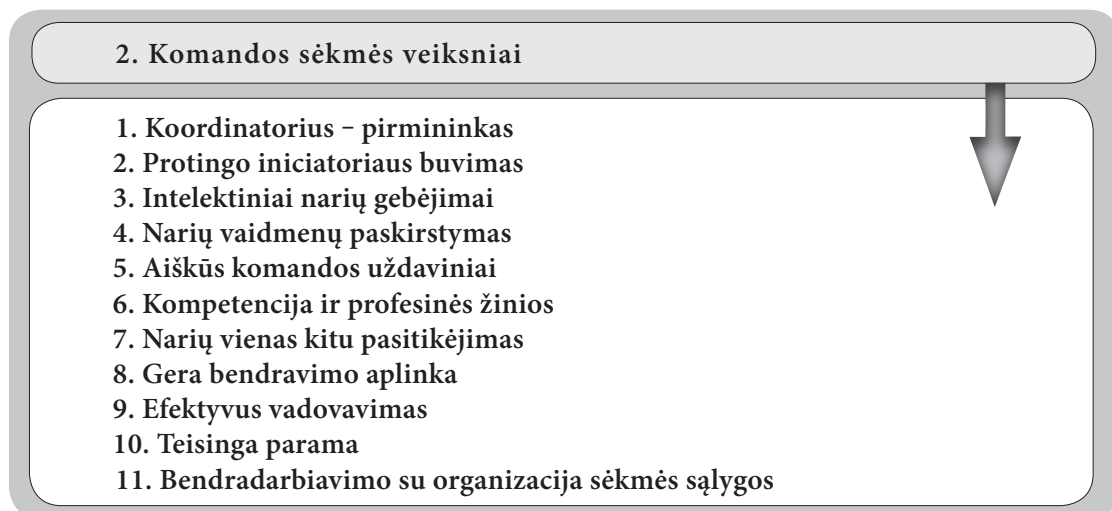 2. Komandos sėkmės veiksniai
1. Koordinatorius – pirmininkas
2. Protingo iniciatoriaus buvimas
3. Intelektiniai narių gebėjimai
4. Narių vaidmenų paskirstymas
5. Aiškūs komandos uždaviniai
6. Kompetencija ir profesinės žinios
7. Narių vienas kitu pasitikėjimas
8. Gera bendravimo aplinka
9. Efektyvus vadovavimas
10. Teisinga parama
11. Bendradarbiavimo su organizacija sėkmės sąlygos